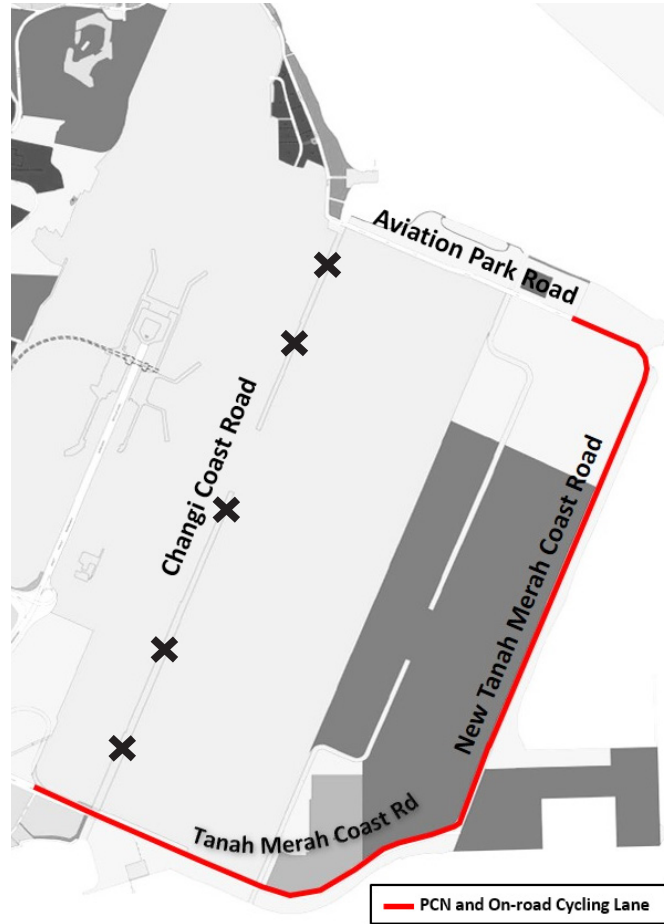 Aviation Park Road
Changi Coast Road
New Tanah Merah Coast Road
Tanah Merah Coast Rd
PCN and On-road Cycling Lane